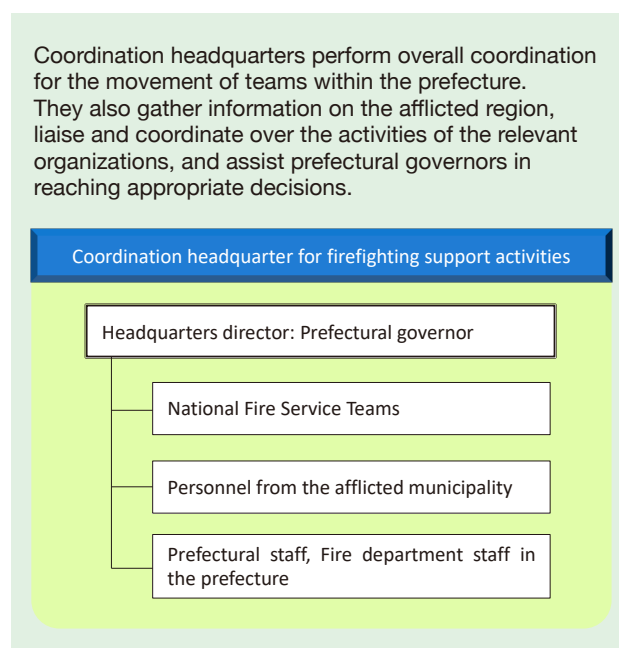 Coordination headquarters perform overall coordination
for the movement of teams within the prefecture.
They also gather information on the afflicted region,
liaise and coordinate over the activities of the relevant
organizations, and assist prefectural governors in
reaching appropriate decisions.
Coordination headquarter for firefighting support activities
Headquarters director: Prefectural governor
National Fire Service Teams
Personnel from the afflicted municipality
Prefectural staff, Fire department staff in
the prefecture